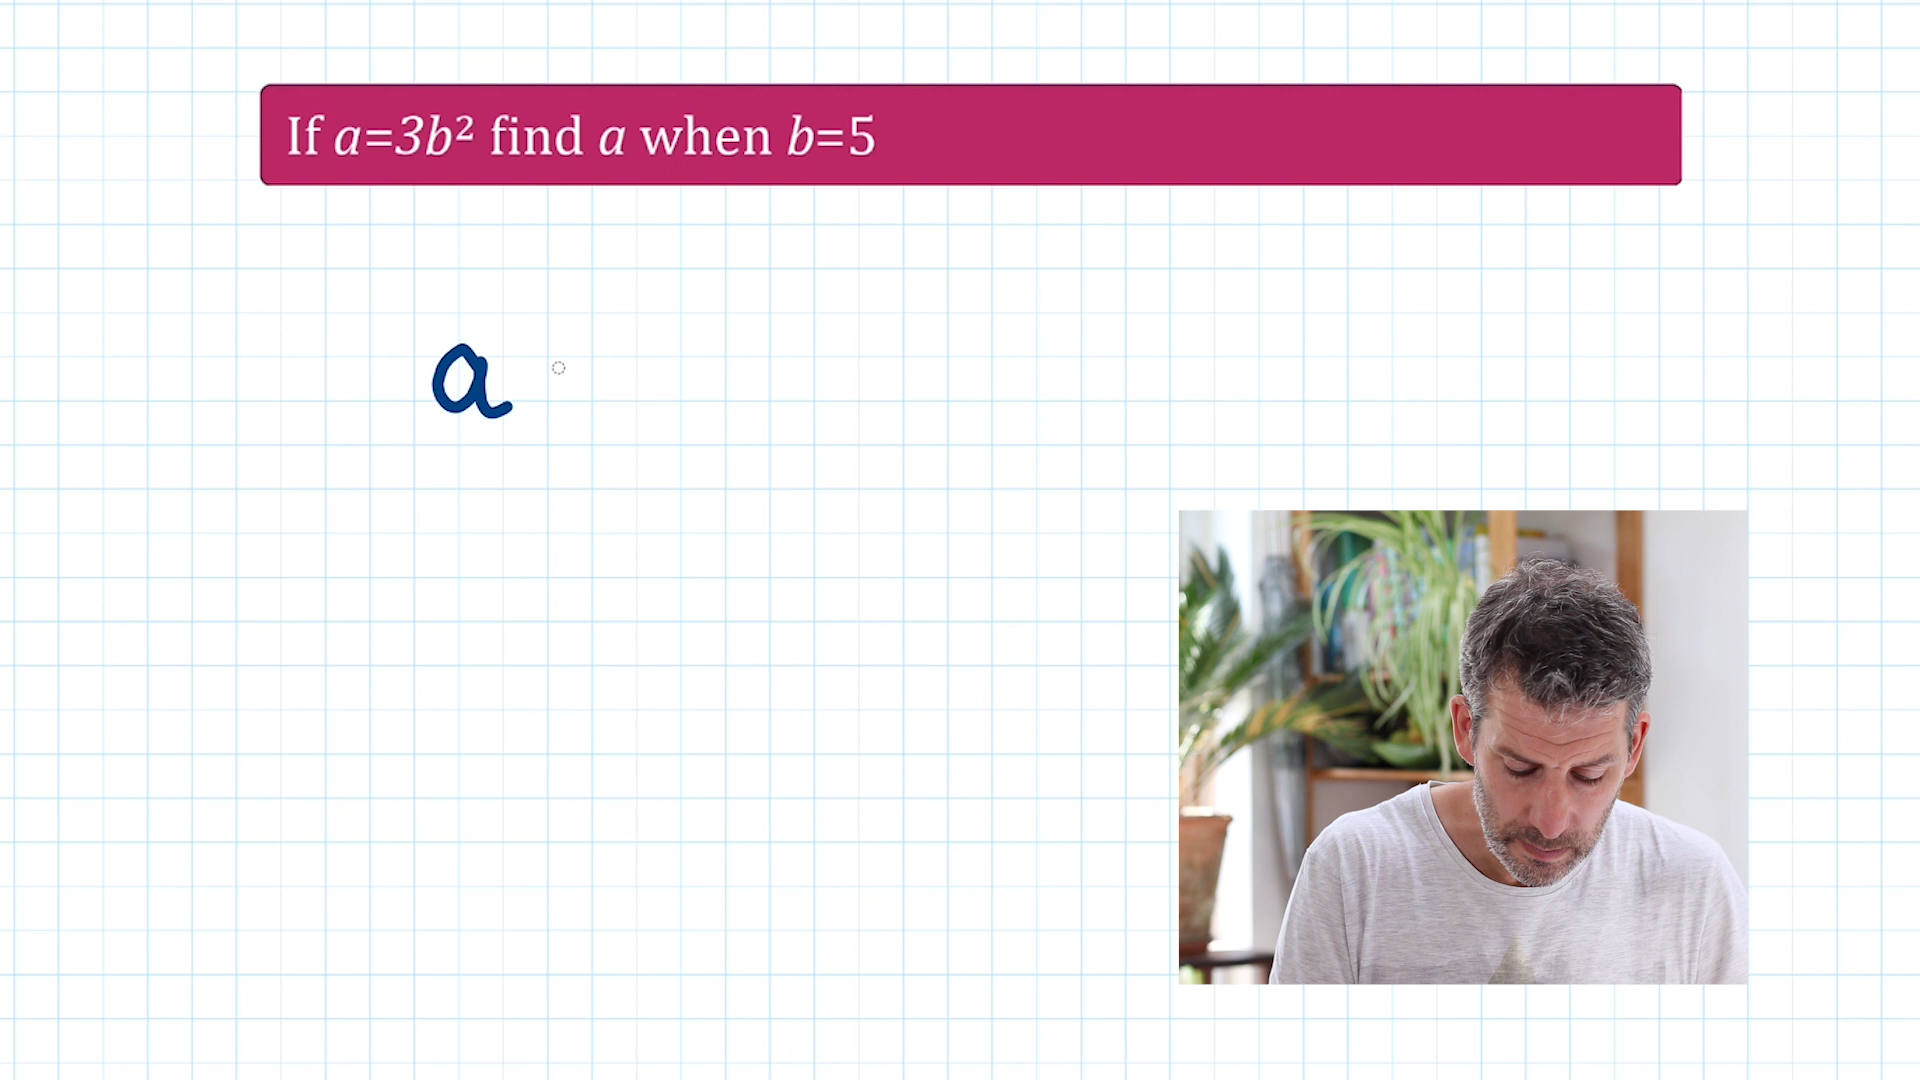 If a=3b² find a when b=5
a